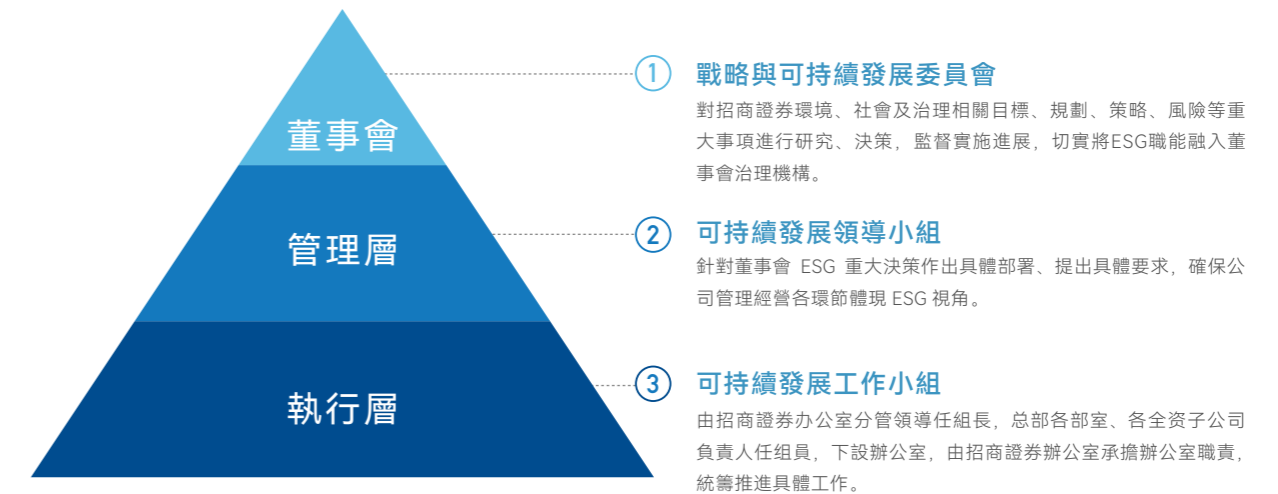 董事會
管理層
執行層
1
戰略與可持續發展委員會
對招商證券環境、社會及治理相關目標、規劃、策略、風險等重
大事項進行研究、決策，監督實施進展，切實將ESG職能融入董
事會治理機構。
2
可持續發展領導小組
針對董事會 ESG 重大決策作出具體部署、提出具體要求，確保公
司管理經營各環節體現 ESG 視角。
3
可持續發展工作小組
由招商證券办公室分管領導任組長，总部各部室、各全资子公司
負責人任组員，下設辦公室，由招商證券辦公室承擔辦公室職責，
統籌推進具體工作。